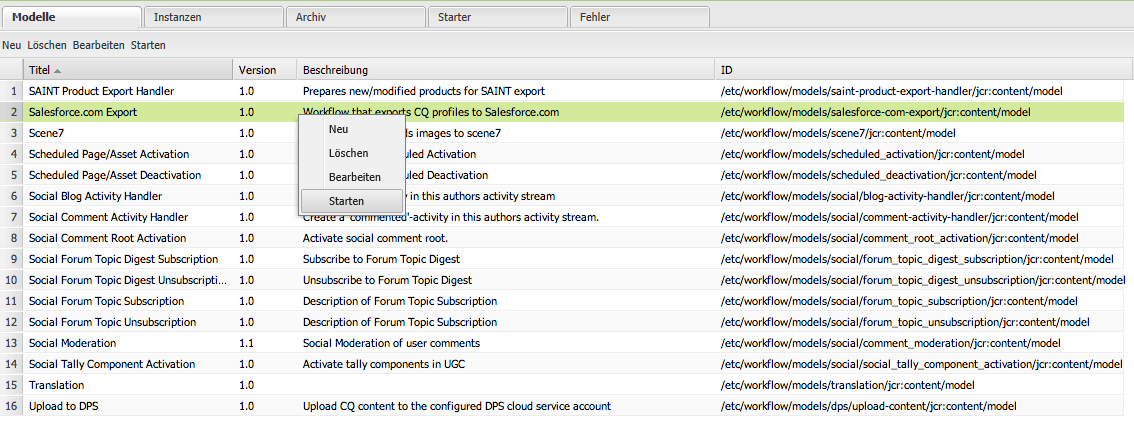 Modelle Instanzen Archiv Starter Fehler
Neu Löschen Bearbeiten Starten
Titel Version Beschreibung ID
1 SAINT Product Export Handler 1.0 Prepares new/modified products for SAINT export /etc/workflow/models/saint-product-export-handler/jcr:content/model
2 Salesforce.com Export 1.0 Workflow that exports CQ profiles to Salesforce.com /etc/workflow/models/salesforce-com-export/jcr:content/model
Neu
3 Scene7 1.0 images to scene7 /etc/workflow/models/scene7/jcr:content/model
Löschen
4 Scheduled Page/Asset Activation 1.0 Activation /etc/workflow/models/scheduled_activation/jcr:content/model
Bearbeiten
5 Scheduled Page/Asset Deactivation 1.0 Deactivation /etc/workflow/models/scheduled_deactivation/jcr:content/model
6 Social Blog Activity Handler 1.0 in this authors activity stream /etc/workflow/models/social/blog-activity-handler/jcr:content/model
Starten
7 Social Comment Activity Handler 1.0 Create a 'commented'-activity in this authors activity stream. /etc/workflow/models/social/comment-activity-handler/jcr:content/model
8 Social Comment Root Activation 1.0 Activate social comment root. /etc/workflow/models/social/comment_root_activation/jcr:content/model
9 Social Forum Topic Digest Subscription 1.0 Subscribe to Forum Topic Digest /etc/workflow/models/social/forum_topic_digest_subscription/jcr:content/model
10 Social Forum Topic Digest Unsubscripti... 1.0 Unsubscribe to Forum Topic Digest /etc/workflow/models/social/forum_topic_digest_unsubscription/jcr:content/model
11 Social Forum Topic Subscription 1.0 Description of Forum Topic Subscription /etc/workflow/models/social/forum_topic_subscription/jcr:content/model
12 Social Forum Topic Unsubscription 1.0 Description of Forum Topic Subscription /etc/workflow/models/social/forum_topic_unsubscription/jcr:content/model
13 Social Moderation 1.1 Social Moderation of user comments /etc/workflow/models/social/comment_moderation/jcr:content/model
14 Social Tally Component Activation 1.0 Activate tally components in UGC /etc/workflow/models/social/social_tally_component_activation/jcr:content/model
15 Translation 1.0 /etc/workflow/models/translation/jcr:content/model
16 Upload to DPS 1.0 Upload CQ content to the configured DPS cloud service account /etc/workflow/models/dps/upload-content/jcr:content/model